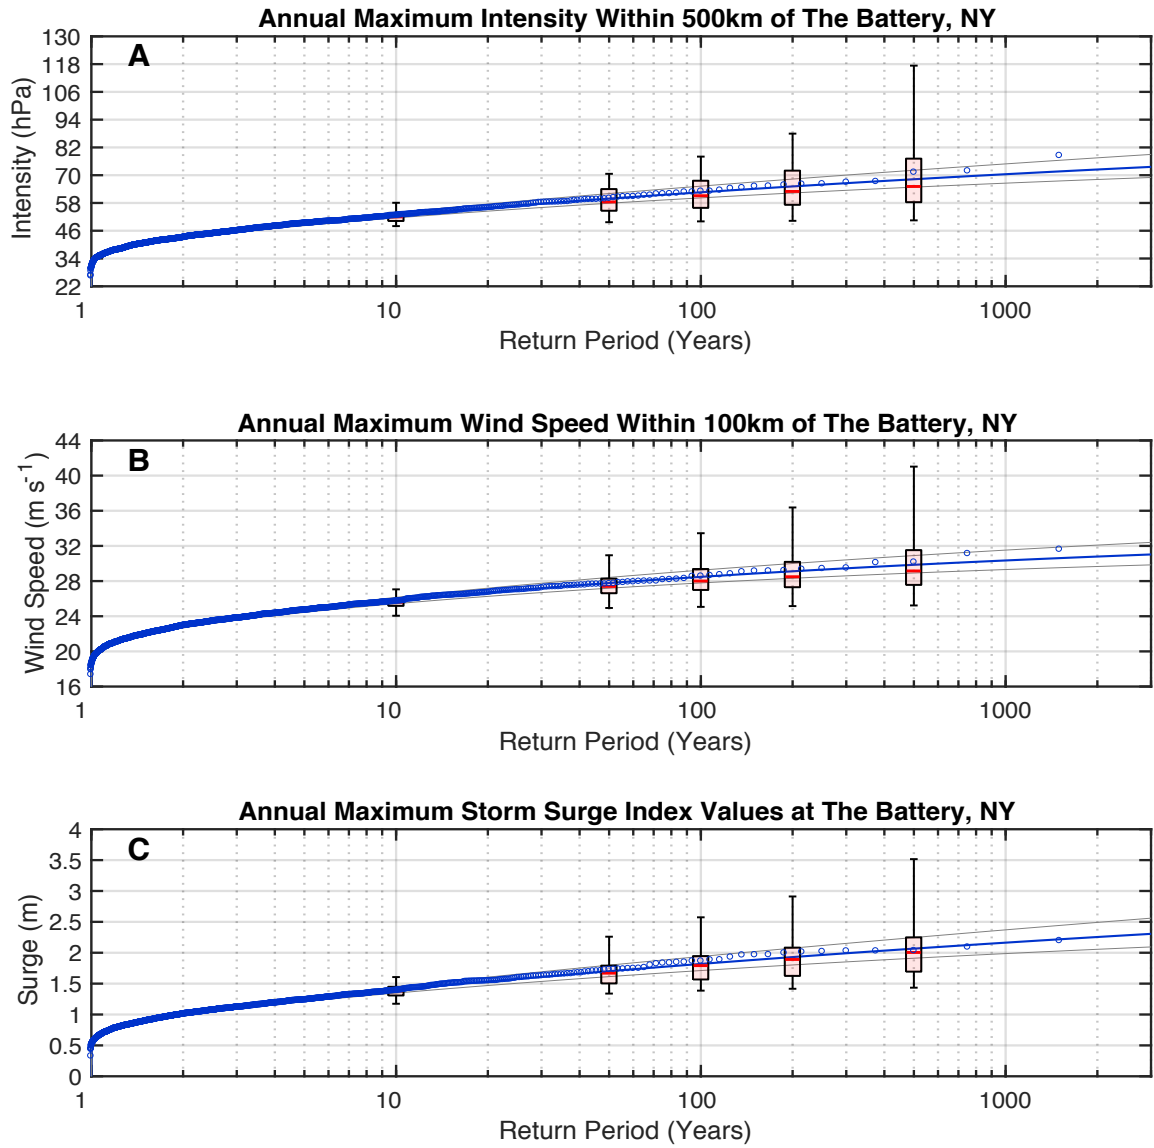 Annual Maximum Intensity Within 500km of The Battery, NY
A
Intensity (hPa)
130
118
106
94
82
70
58
46
34
22
1 10 100 1000
Return Period (Years)
Annual Maximum Wind Speed Within 100km of The Battery, NY
B
Wind Speed (m s⁻¹)
44
40
36
32
28
24
20
16
1 10 100 1000
Return Period (Years)
Annual Maximum Storm Surge Index Values at The Battery, NY
C
Surge (m)
4
3.5
3
2.5
2
1.5
1
0.5
0
1 10 100 1000
Return Period (Years)